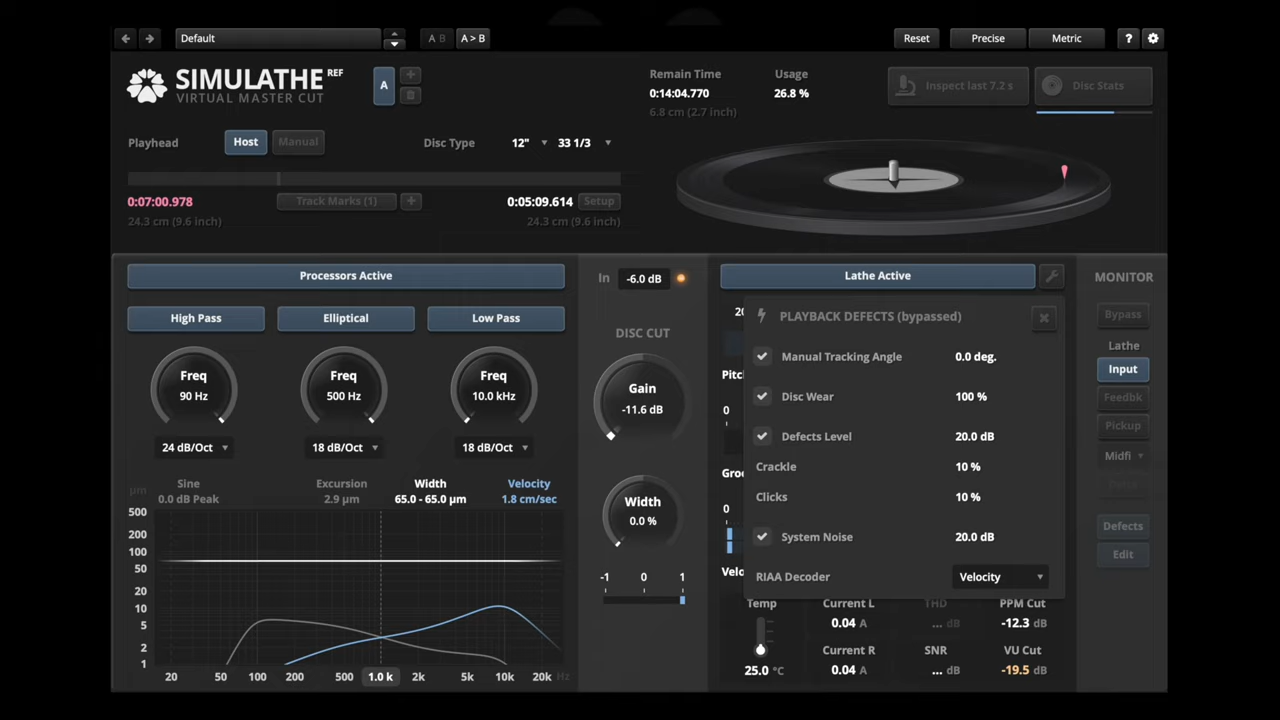 Default
A B
A > B
Reset
Precise
Metric
?
SIMULATHE REF
VIRTUAL MASTER CUT
A
+
Remain Time
0:14:04.770
6.8 cm (2.7 inch)
Usage
26.8 %
Inspect last 7.2 s
Disc Stats
Playhead
Host
Manual
Disc Type
12"
33 1/3
0:07:00.978
24.3 cm (9.6 inch)
Track Marks (1)
+
0:05:09.614
Setup
24.3 cm (9.6 inch)
Processors Active
High Pass
Elliptical
Low Pass
Freq
90 Hz
Freq
500 Hz
Freq
10.0 kHz
24 dB/Oct
18 dB/Oct
18 dB/Oct
Sine
0.0 dB Peak
Excursion
2.9 µm
Width
65.0 - 65.0 µm
Velocity
1.8 cm/sec
µm
500
200
100
50
20
10
5
2
1
20
50
100
200
500
1.0 k
2k
5k
10k
20k
Hz
In
-6.0 dB
DISC CUT
Gain
-11.6 dB
Width
0.0 %
-1
0
1
Lathe Active
20
Pitc
0
Gro
0
Velo
PLAYBACK DEFECTS (bypassed)
Manual Tracking Angle
0.0 deg.
Disc Wear
100 %
Defects Level
20.0 dB
Crackle
10 %
Clicks
10 %
System Noise
20.0 dB
RIAA Decoder
Velocity
Temp
25.0 °C
Current L
0.04 A
Current R
0.04 A
THD
... dB
SNR
... dB
PPM Cut
-12.3 dB
VU Cut
-19.5 dB
MONITOR
Bypass
Lathe
Input
Feedbk
Pickup
Midfi
Defects
Edit